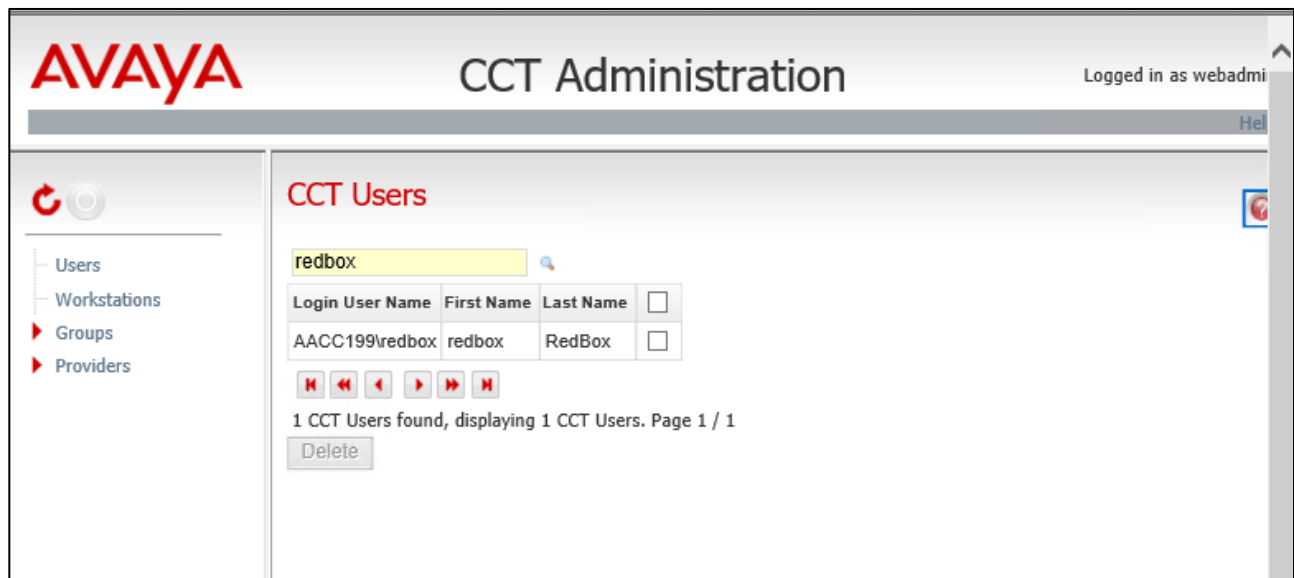 AVAYA
CCT Administration
Logged in as webadmi
Hel
CCT Users
redbox
Users
Workstations
Groups
Providers
Login User Name First Name Last Name
AACC199\redbox redbox RedBox
1 CCT Users found, displaying 1 CCT Users. Page 1 / 1
Delete